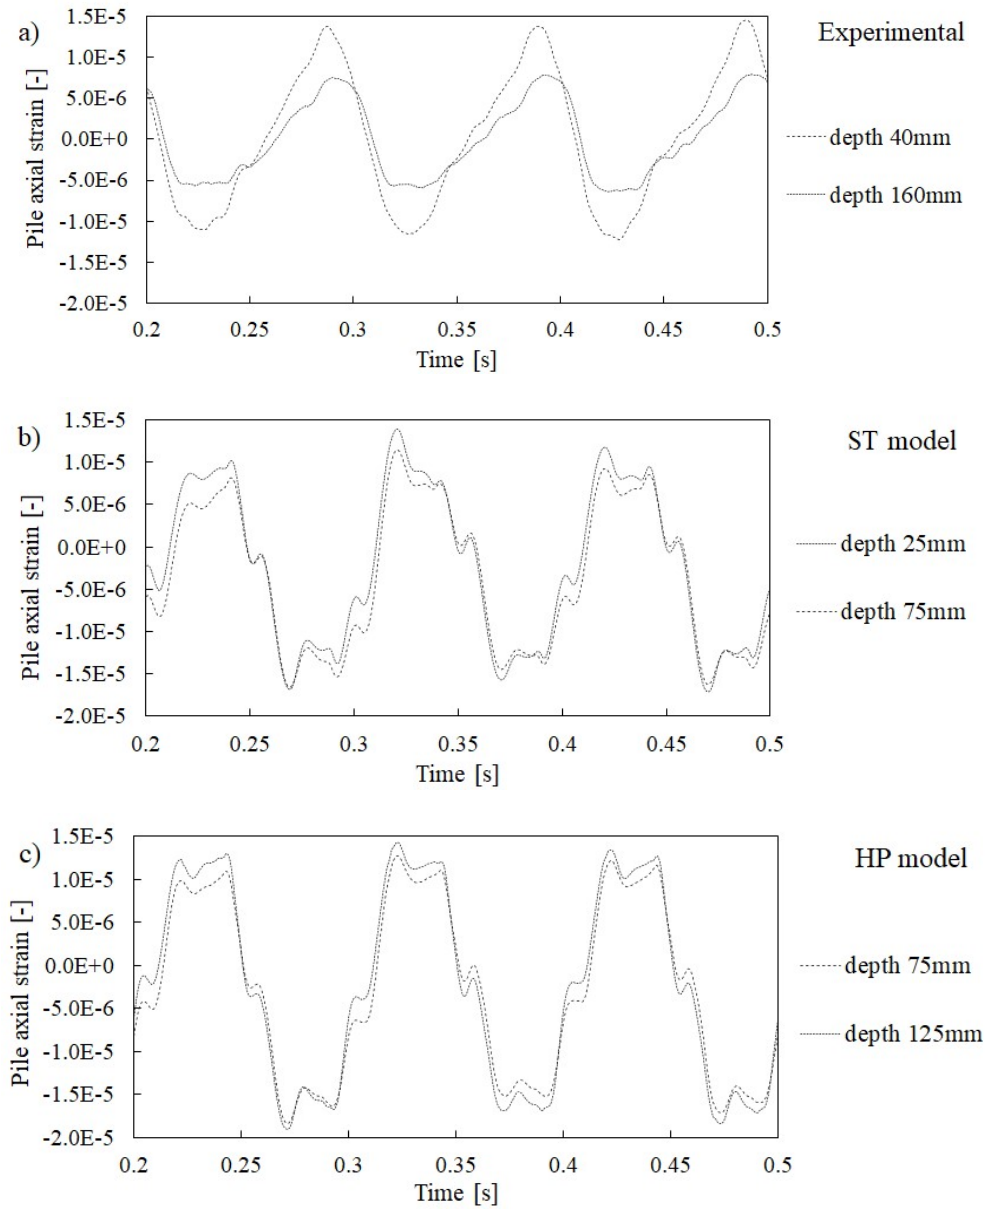 a)
Experimental
Pile axial strain [-]
1.5E-5
1.0E-5
5.0E-6
0.0E+0
-5.0E-6
-1.0E-5
-1.5E-5
-2.0E-5
0.2 0.25 0.3 0.35 0.4 0.45 0.5
Time [s]
depth 40mm
depth 160mm
b)
ST model
Pile axial strain [-]
1.5E-5
1.0E-5
5.0E-6
0.0E+0
-5.0E-6
-1.0E-5
-1.5E-5
-2.0E-5
0.2 0.25 0.3 0.35 0.4 0.45 0.5
Time [s]
depth 25mm
depth 75mm
c)
HP model
Pile axial strain [-]
1.5E-5
1.0E-5
5.0E-6
0.0E+0
-5.0E-6
-1.0E-5
-1.5E-5
-2.0E-5
0.2 0.25 0.3 0.35 0.4 0.45 0.5
Time [s]
depth 75mm
depth 125mm